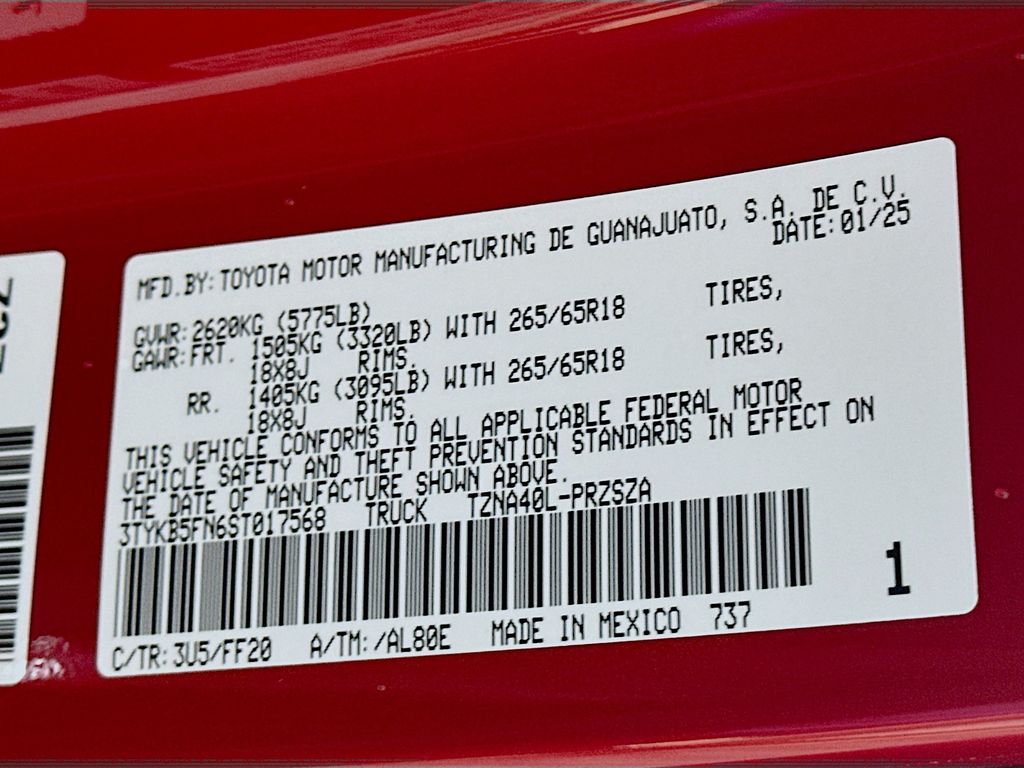 MFD.BY:TOYOTA MOTOR MANUFACTURING DE GUANAJUATO, S.A. DE C.V.
DATE:01/25
GVWR:2620KG (5775LB)
GAWR:FRT. 1505KG (3320LB) WITH 265/65R18 TIRES,
18X8J RIMS.
RR. 1405KG (3095LB) WITH 265/65R18 TIRES,
18X8J RIMS.
THIS VEHICLE CONFORMS TO ALL APPLICABLE FEDERAL MOTOR
VEHICLE SAFETY AND THEFT PREVENTION STANDARDS IN EFFECT ON
THE DATE OF MANUFACTURE SHOWN ABOVE.
3TYKB5FN6ST017568 TRUCK TZNA40L-PRZSZA
1
C/TR:3U5/FF20 A/TM:/AL80E MADE IN MEXICO 737